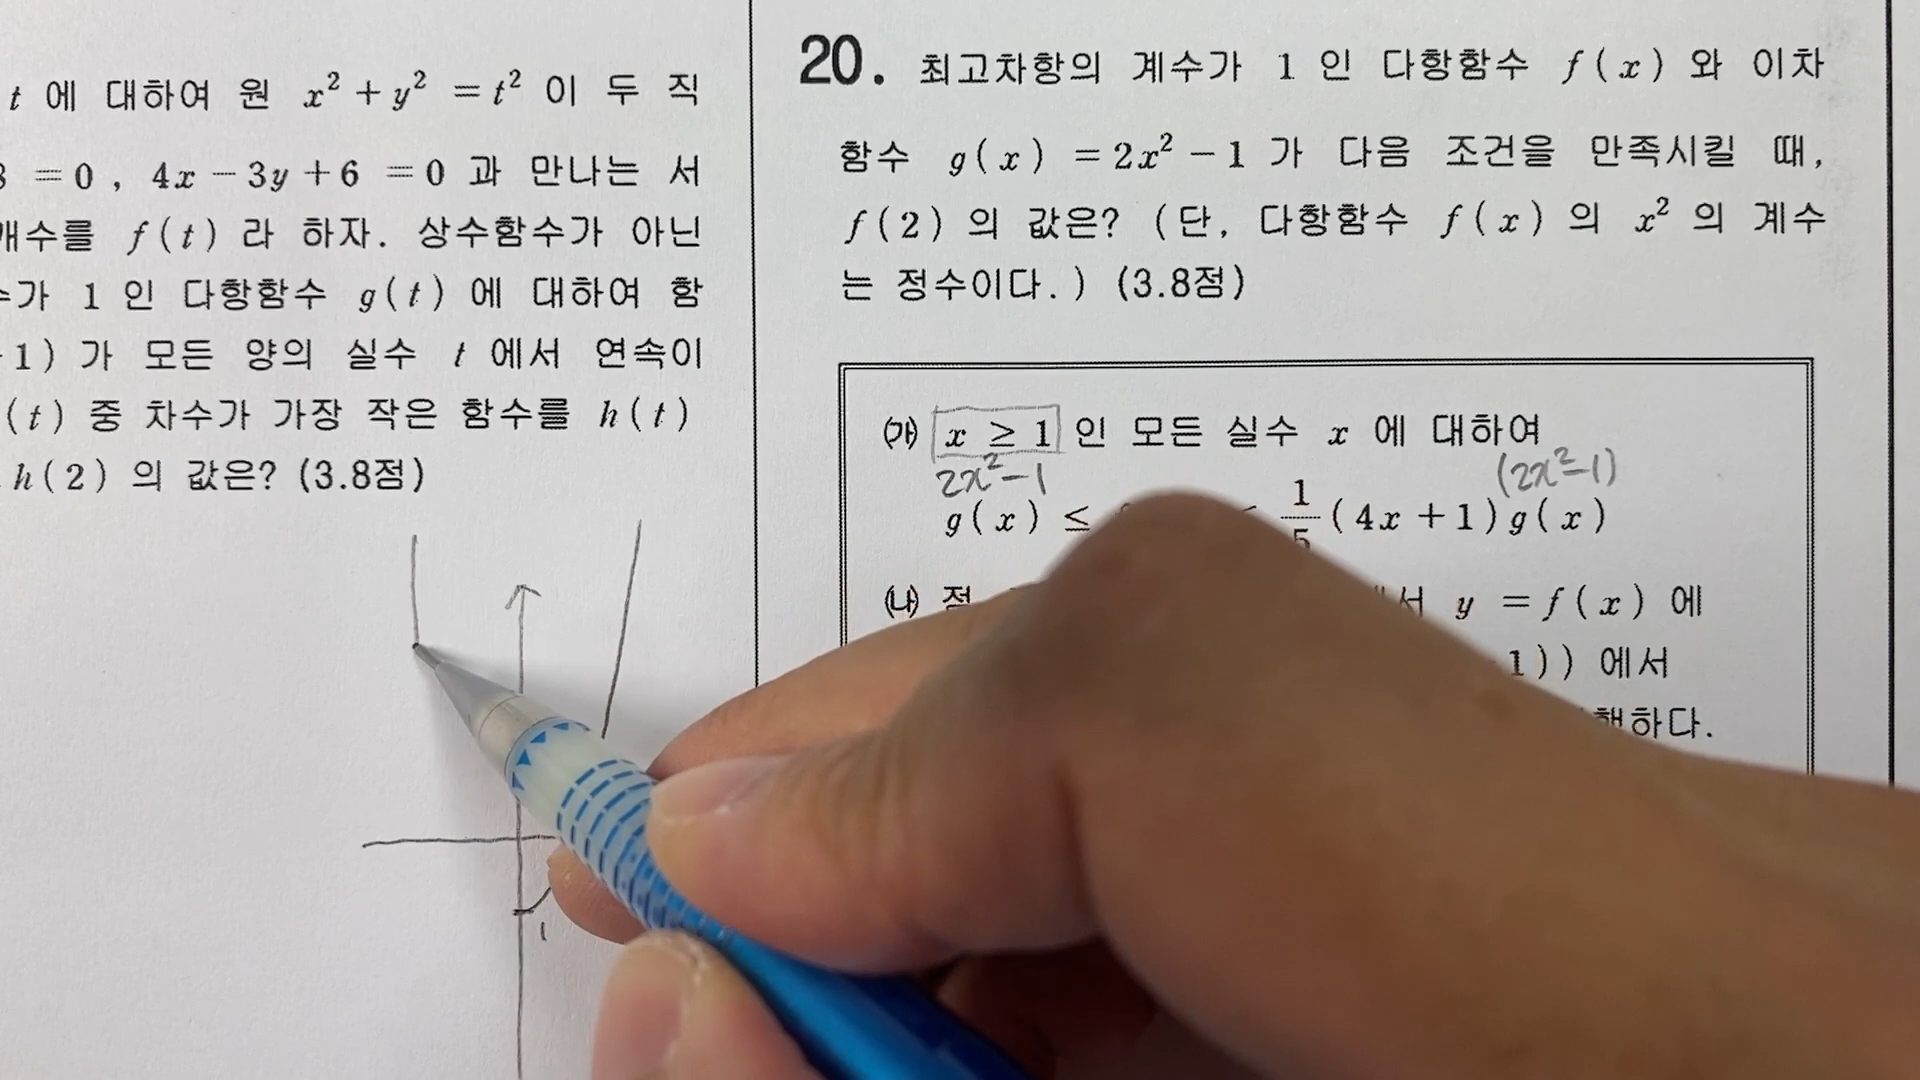 t 에 대하여 원 x² + y² = t² 이 두 직
= 0 , 4x - 3y + 6 = 0 과 만나는 서
개수를 f(t) 라 하자. 상수함수가 아닌
가 1 인 다항함수 g(t) 에 대하여 함
1) 가 모든 양의 실수 t 에서 연속이
(t) 중 차수가 가장 작은 함수를 h(t)
h(2) 의 값은? (3.8점)
1
20. 최고차항의 계수가 1 인 다항함수 f(x) 와 이차
함수 g(x) = 2x² - 1 가 다음 조건을 만족시킬 때,
f(2) 의 값은? (단, 다항함수 f(x) 의 x² 의 계수
는 정수이다.) (3.8점)
(가) x ≥ 1 인 모든 실수 x 에 대하여
2x²-1 (2x²-1)
g(x) ≤ 1/5 (4x + 1)g(x)
(나) 점 서 y = f(x) 에
1)) 에서
행하다.